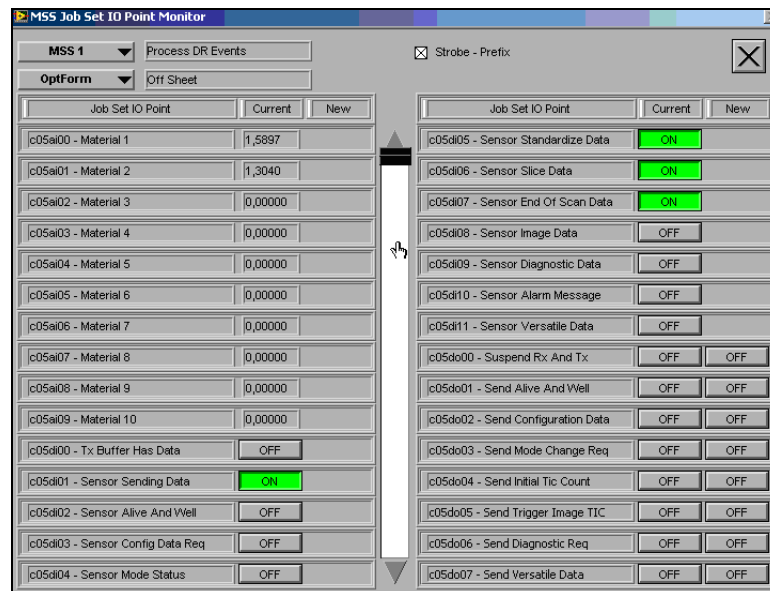 MSS Job Set IO Point Monitor
MSS 1 Process DR Events
Strobe - Prefix
OptForm Off Sheet
Job Set IO Point Current New
c05ai00 - Material 1 1,5897
c05ai01 - Material 2 1,3040
c05ai02 - Material 3 0,00000
c05ai03 - Material 4 0,00000
c05ai04 - Material 5 0,00000
c05ai05 - Material 6 0,00000
c05ai06 - Material 7 0,00000
c05ai07 - Material 8 0,00000
c05ai08 - Material 9 0,00000
c05ai09 - Material 10 0,00000
c05di00 - Tx Buffer Has Data OFF
c05di01 - Sensor Sending Data ON
c05di02 - Sensor Alive And Well OFF
c05di03 - Sensor Config Data Req OFF
c05di04 - Sensor Mode Status OFF
Job Set IO Point Current New
c05di05 - Sensor Standardize Data ON
c05di06 - Sensor Slice Data ON
c05di07 - Sensor End Of Scan Data ON
c05di08 - Sensor Image Data OFF
c05di09 - Sensor Diagnostic Data OFF
c05di10 - Sensor Alarm Message OFF
c05di11 - Sensor Versatile Data OFF
c05do00 - Suspend Rx And Tx OFF OFF
c05do01 - Send Alive And Well OFF OFF
c05do02 - Send Configuration Data OFF OFF
c05do03 - Send Mode Change Req OFF OFF
c05do04 - Send Initial Tic Count OFF OFF
c05do05 - Send Trigger Image TIC OFF OFF
c05do06 - Send Diagnostic Req OFF OFF
c05do07 - Send Versatile Data OFF OFF